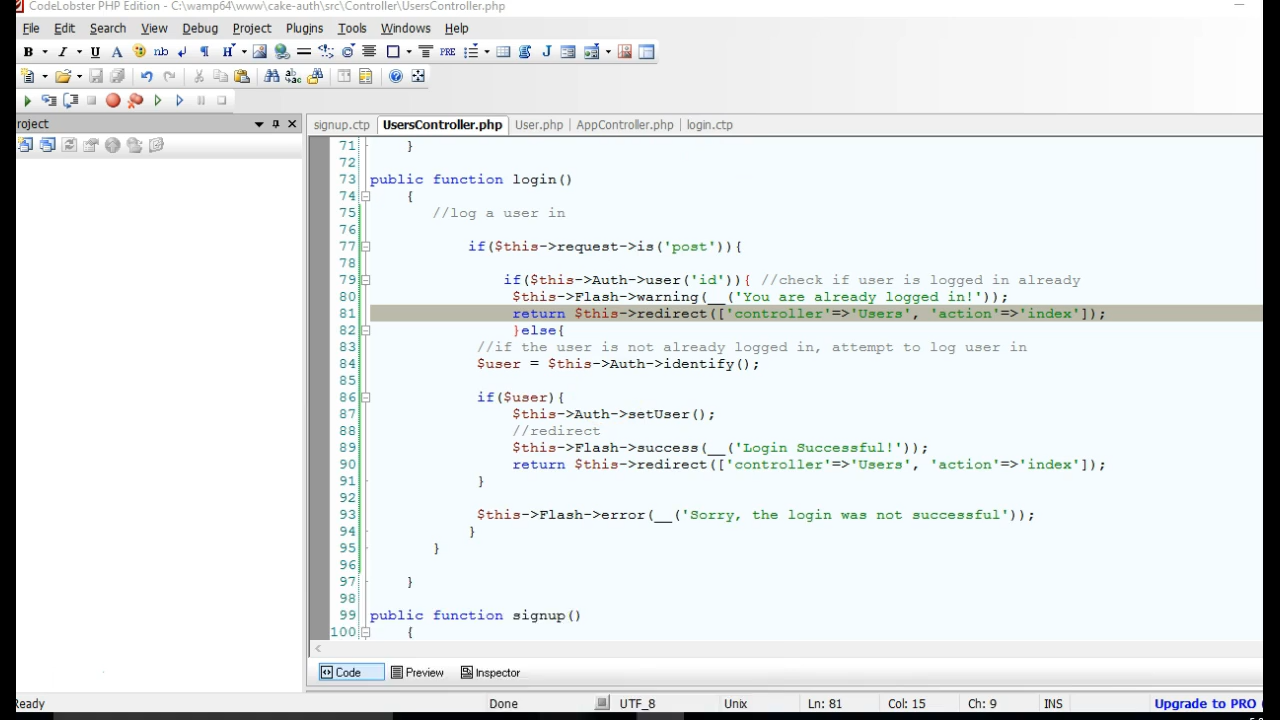 CodeLobster PHP Edition - C:\wamp64\www\cake-auth\src\Controller\UsersController.php
File Edit Search View Debug Project Plugins Tools Windows Help
B I U A nb ¶ H PRE J
roject
signup.ctp UsersController.php User.php AppController.php login.ctp
71 }
72
73 public function login()
74 {
75 //log a user in
76
77 if($this->request->is('post')){
78
79 if($this->Auth->user('id')){ //check if user is logged in already
80 $this->Flash->warning(__('You are already logged in!'));
81 return $this->redirect(['controller'=>'Users', 'action'=>'index']);
82 }else{
83 //if the user is not already logged in, attempt to log user in
84 $user = $this->Auth->identify();
85
86 if($user){
87 $this->Auth->setUser();
88 //redirect
89 $this->Flash->success(__('Login Successful!'));
90 return $this->redirect(['controller'=>'Users', 'action'=>'index']);
91 }
92
93 $this->Flash->error(__('Sorry, the login was not successful'));
94 }
95 }
96
97 }
98
99 public function signup()
100 {
Code Preview Inspector
Ready Done UTF_8 Unix Ln: 81 Col: 15 Ch: 9 INS Upgrade to PRO